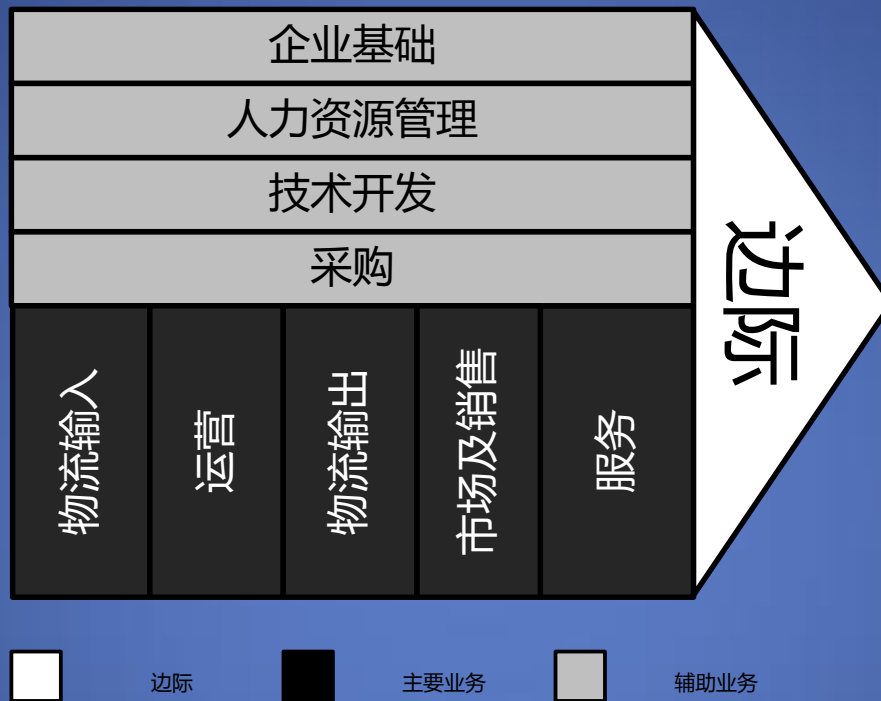 企业基础
人力资源管理
技术开发
采购
物流输入
运营
物流输出
市场及销售
服务
边际
边际
主要业务
辅助业务